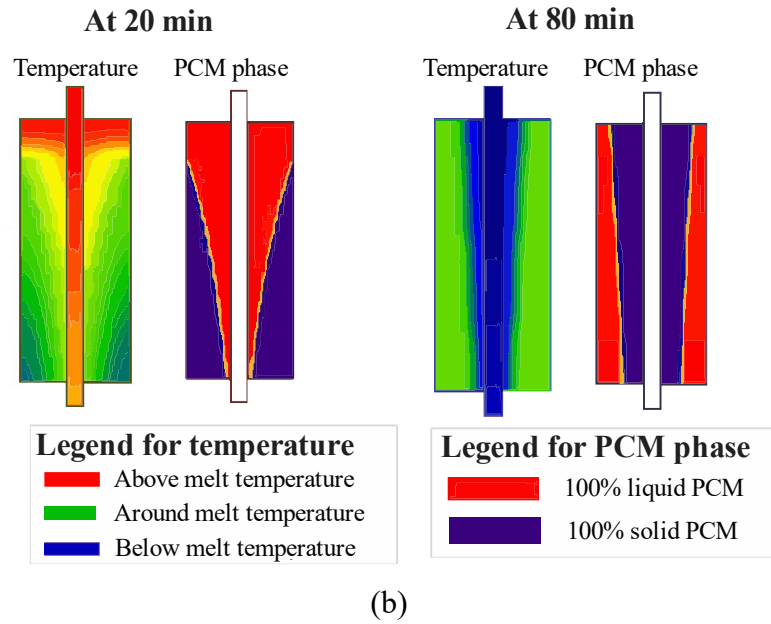 At 20 min
At 80 min
Temperature
PCM phase
Temperature
PCM phase
Legend for temperature
Above melt temperature
Around melt temperature
Below melt temperature
Legend for PCM phase
100% liquid PCM
100% solid PCM
(b)